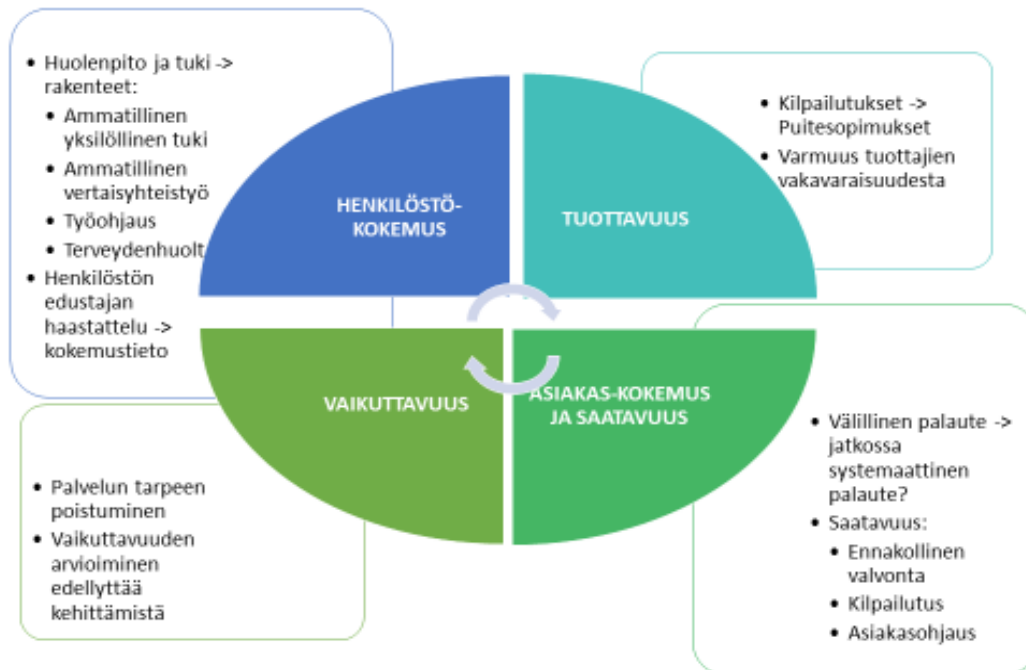 • Huolenpito ja tuki ->
rakenteet:
• Ammatillinen
yksilöllinen tuki
• Ammatillinen
vertaisyhteistyö
• Työohjaus
• Terveydenhuolt
• Henkilöstön
edustajan
haastattelu ->
kokemustieto
HENKILÖSTÖ-
KOKEMUS
TUOTTAVUUS
• Kilpailutukset ->
Puitesopimukset
• Varmuus tuottajien
vakavaraisuudesta
VAIKUTTAVUUS
• Palvelun tarpeen
poistuminen
• Vaikuttavuuden
arvioiminen
edellyttää
kehittämistä
ASIAKAS-KOKEMUS
JA SAATAVUUS
• Välillinen palaute ->
jatkossa
systemaattinen
palaute?
• Saatavuus:
• Ennakollinen
valvonta
• Kilpailutus
• Asiakasohjaus